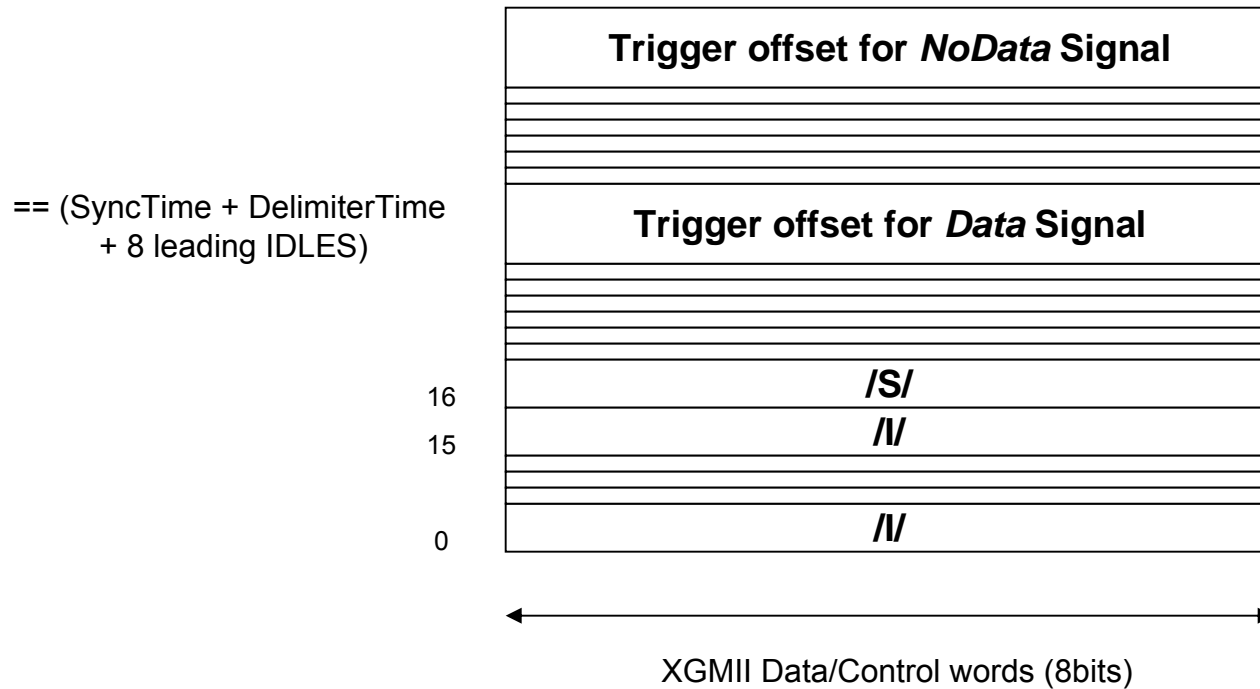 Trigger offset for NoData Signal
== (SyncTime + DelimiterTime
+ 8 leading IDLES)
Trigger offset for Data Signal
16
/S/
15
/I/
0
/I/
XGMII Data/Control words (8bits)